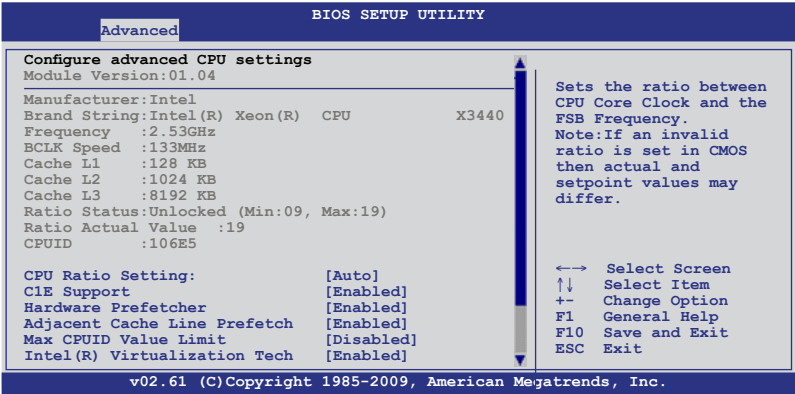 BIOS SETUP UTILITY
Advanced
Configure advanced CPU settings
Module Version:01.04
Manufacturer:Intel
Brand String:Intel(R) Xeon(R) CPU X3440
Frequency :2.53GHz
BCLK Speed :133MHz
Cache L1 :128 KB
Cache L2 :1024 KB
Cache L3 :8192 KB
Ratio Status:Unlocked (Min:09, Max:19)
Ratio Actual Value :19
CPUID :106E5
CPU Ratio Setting: [Auto]
C1E Support [Enabled]
Hardware Prefetcher [Enabled]
Adjacent Cache Line Prefetch [Enabled]
Max CPUID Value Limit [Disabled]
Intel(R) Virtualization Tech [Enabled]
Sets the ratio between
CPU Core Clock and the
FSB Frequency.
Note:If an invalid
ratio is set in CMOS
then actual and
setpoint values may
differ.
←→ Select Screen
↑↓ Select Item
+- Change Option
F1 General Help
F10 Save and Exit
ESC Exit
v02.61 (C)Copyright 1985-2009, American Megatrends, Inc.